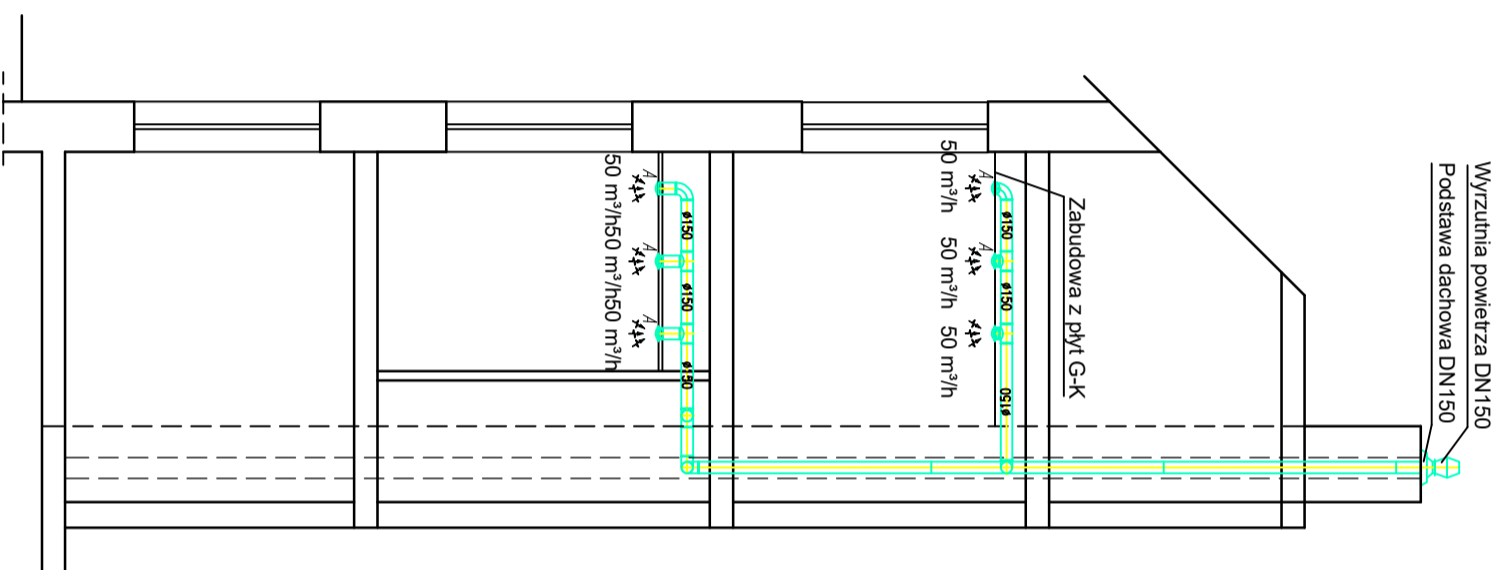 Wyrzutnia powietrza DN150
Podstawa dachowa DN150
Zabudowa z płyt G-K
A
A
A
50 m³/h
50 m³/h
50 m³/h
ø150
ø150
ø150
A
A
A
50 m³/h50 m³/h50 m³/h
ø150
ø150
ø150